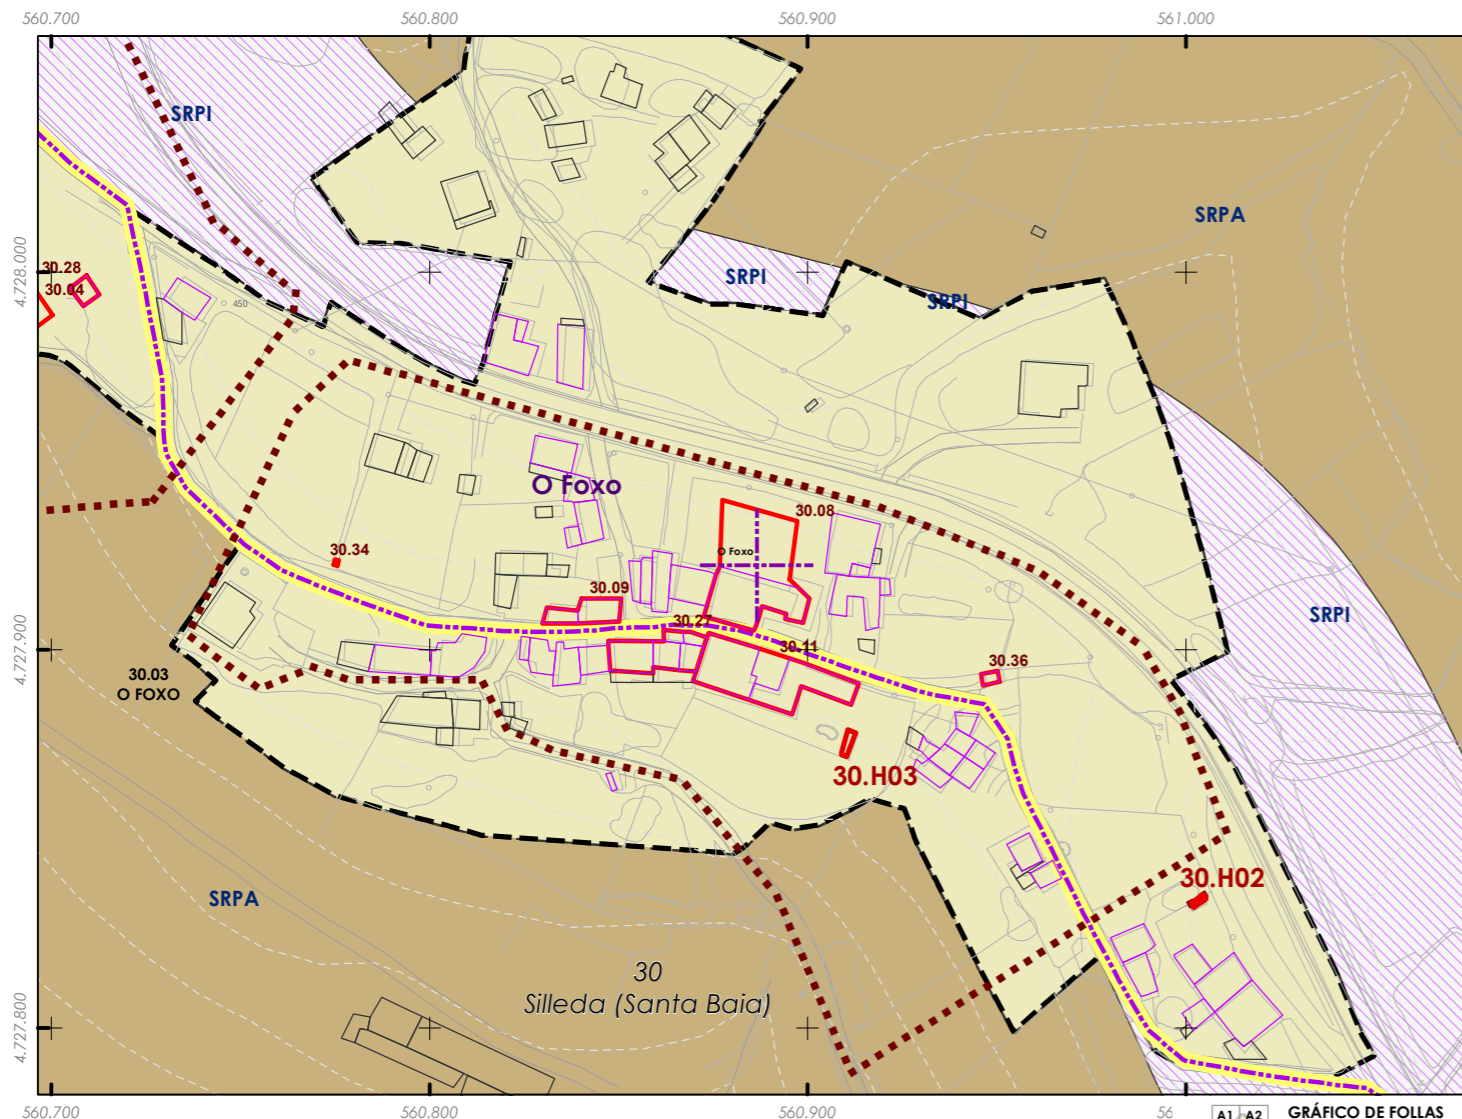 560.700
560.800
560.900
561.000
SRPI
SRPA
4.728.000
30.28
SRPI
30.04
450
SRPI
O Foxo
30.08
O Foxo
30.34
30.09
SRPI
30.27
4.727.900
30.11
30.36
30.03
O FOXO
30.H03
30.H02
SRPA
30
Silleda (Santa Baia)
4.727.800
560.700
560.800
560.900
56
A1
A2
GRÁFICO DE FOLLAS